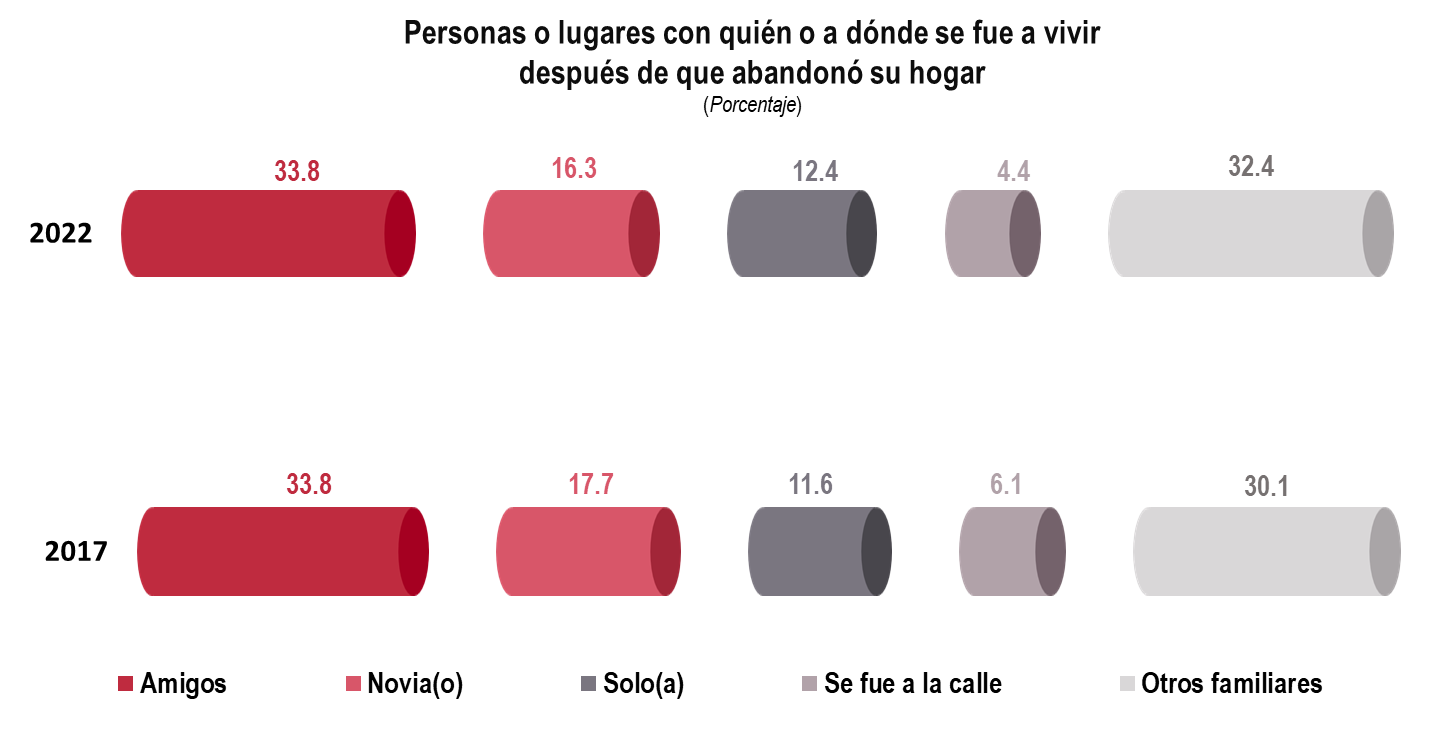 Personas o lugares con quién o a dónde se fue a vivir
después de que abandonó su hogar
(Porcentaje)
33.8 16.3 12.4 4.4 32.4
2022
33.8 17.7 11.6 6.1 30.1
2017
Amigos Novia(o) Solo(a) Se fue a la calle Otros familiares